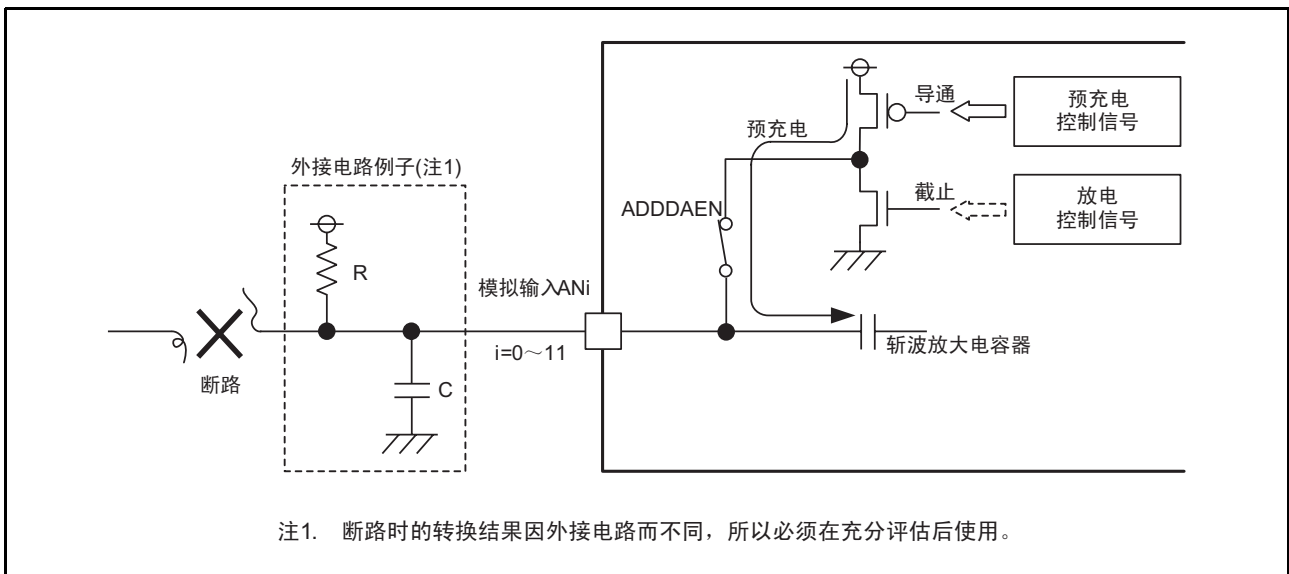 导通
预充电
控制信号
预充电
外接电路例子(注1)
截止
放电
控制信号
ADDDAEN
R
模拟输入ANi
i=0～11
斩波放大电容器
断路
C
注1. 断路时的转换结果因外接电路而不同，所以必须在充分评估后使用。